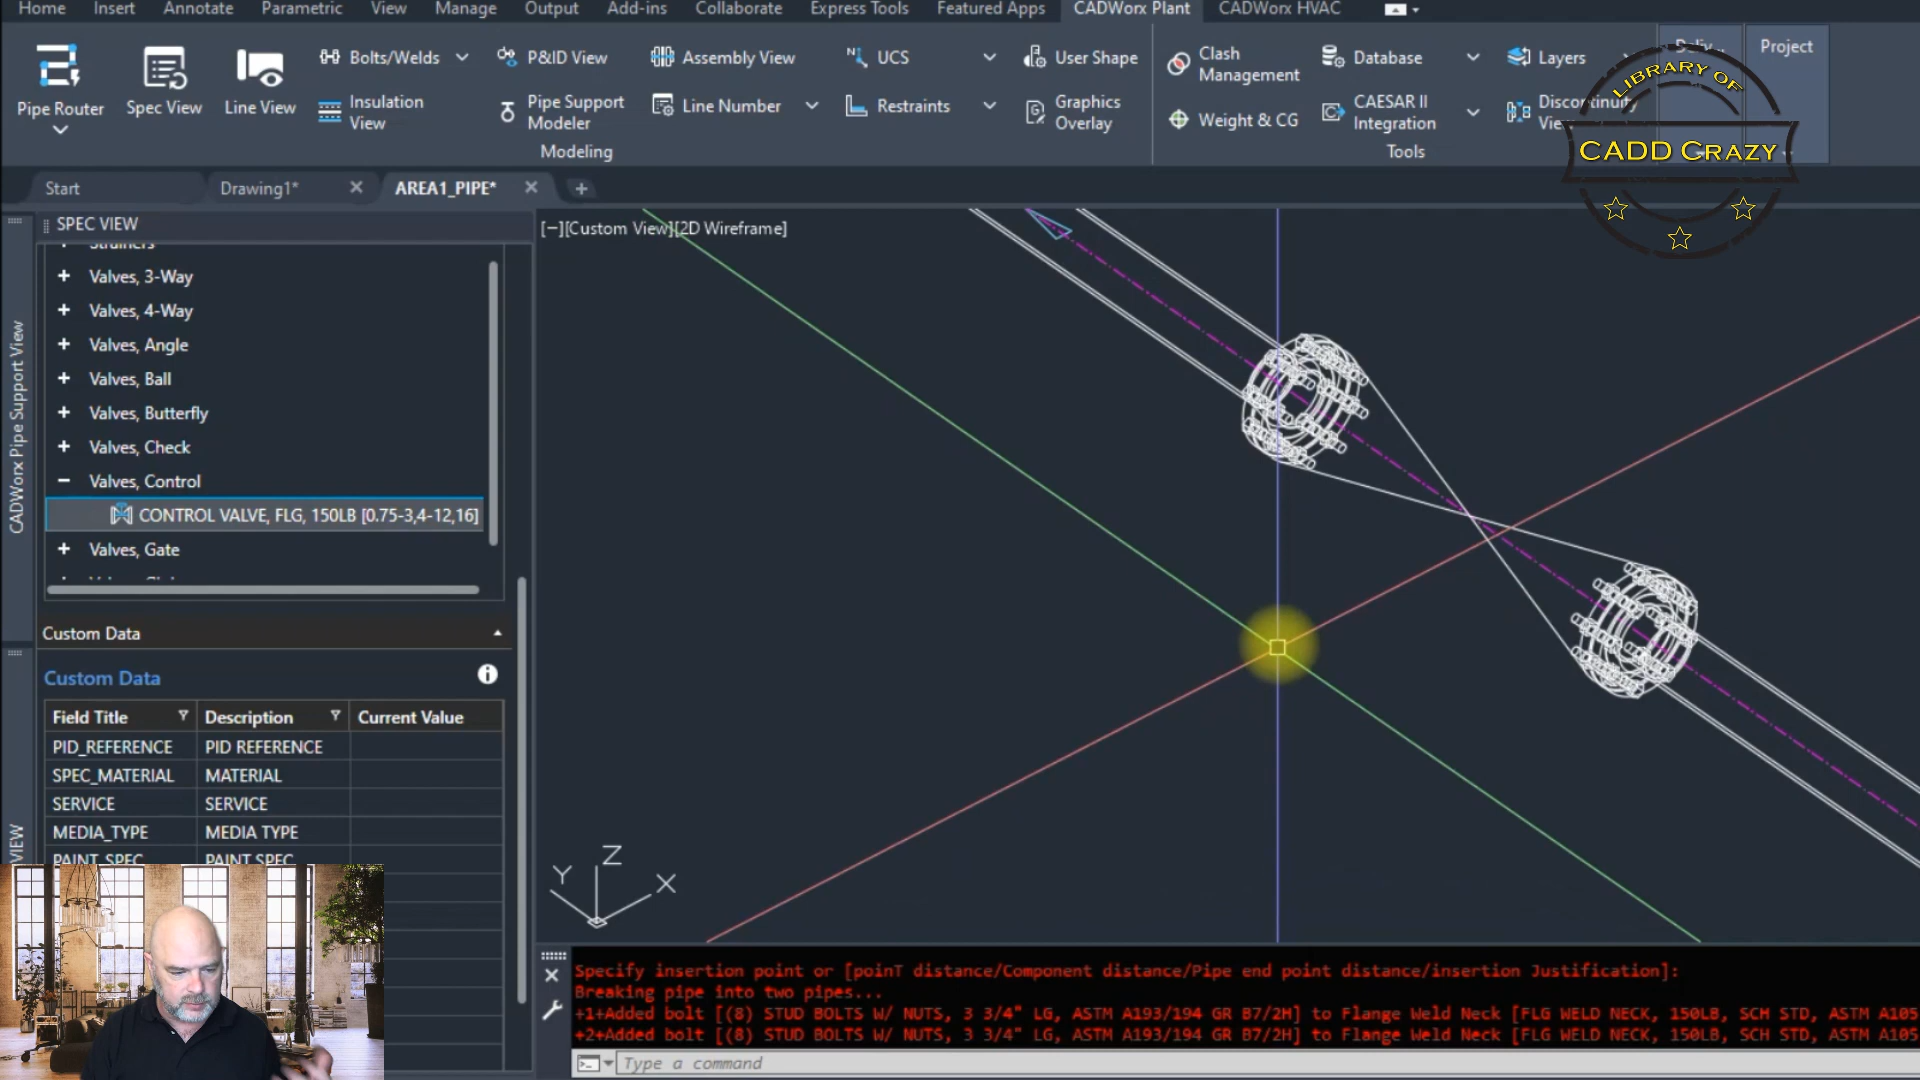 Home Insert Annotate Parametric View Manage Output Add-ins Collaborate Express Tools Featured Apps CADWorx Plant CADWorx HVAC
Pipe Router
Spec View
Line View
Bolts/Welds
Insulation
View
P&ID View
Pipe Support
Modeler
Assembly View
Line Number
UCS
Restraints
User Shape
Graphics
Overlay
Modeling
Clash
Management
Weight & CG
Database
CAESAR II
Integration
Layers
Discontinuity
Tools
Project
LIBRARY OF
CADD CRAZY
Start Drawing1* AREA1_PIPE*
SPEC VIEW
CADWorx Pipe Support View
Strainers
Valves, 3-Way
Valves, 4-Way
Valves, Angle
Valves, Ball
Valves, Butterfly
Valves, Check
Valves, Control
CONTROL VALVE, FLG, 150LB [0.75-3,4-12,16]
Valves, Gate
Custom Data
Custom Data
Field Title Description Current Value
PID_REFERENCE PID REFERENCE
SPEC_MATERIAL MATERIAL
SERVICE SERVICE
MEDIA_TYPE MEDIA TYPE
PAINT_SPEC PAINT SPEC
VIEW
[−][Custom View][2D Wireframe]
Y Z X
Specify insertion point or [poinT distance/Component distance/Pipe end point distance/insertion Justification]:
Breaking pipe into two pipes...
+1+Added bolt [(8) STUD BOLTS W/ NUTS, 3 3/4" LG, ASTM A193/194 GR B7/2H] to Flange Weld Neck [FLG WELD NECK, 150LB, SCH STD, ASTM A105
+2+Added bolt [(8) STUD BOLTS W/ NUTS, 3 3/4" LG, ASTM A193/194 GR B7/2H] to Flange Weld Neck [FLG WELD NECK, 150LB, SCH STD, ASTM A105
Type a command